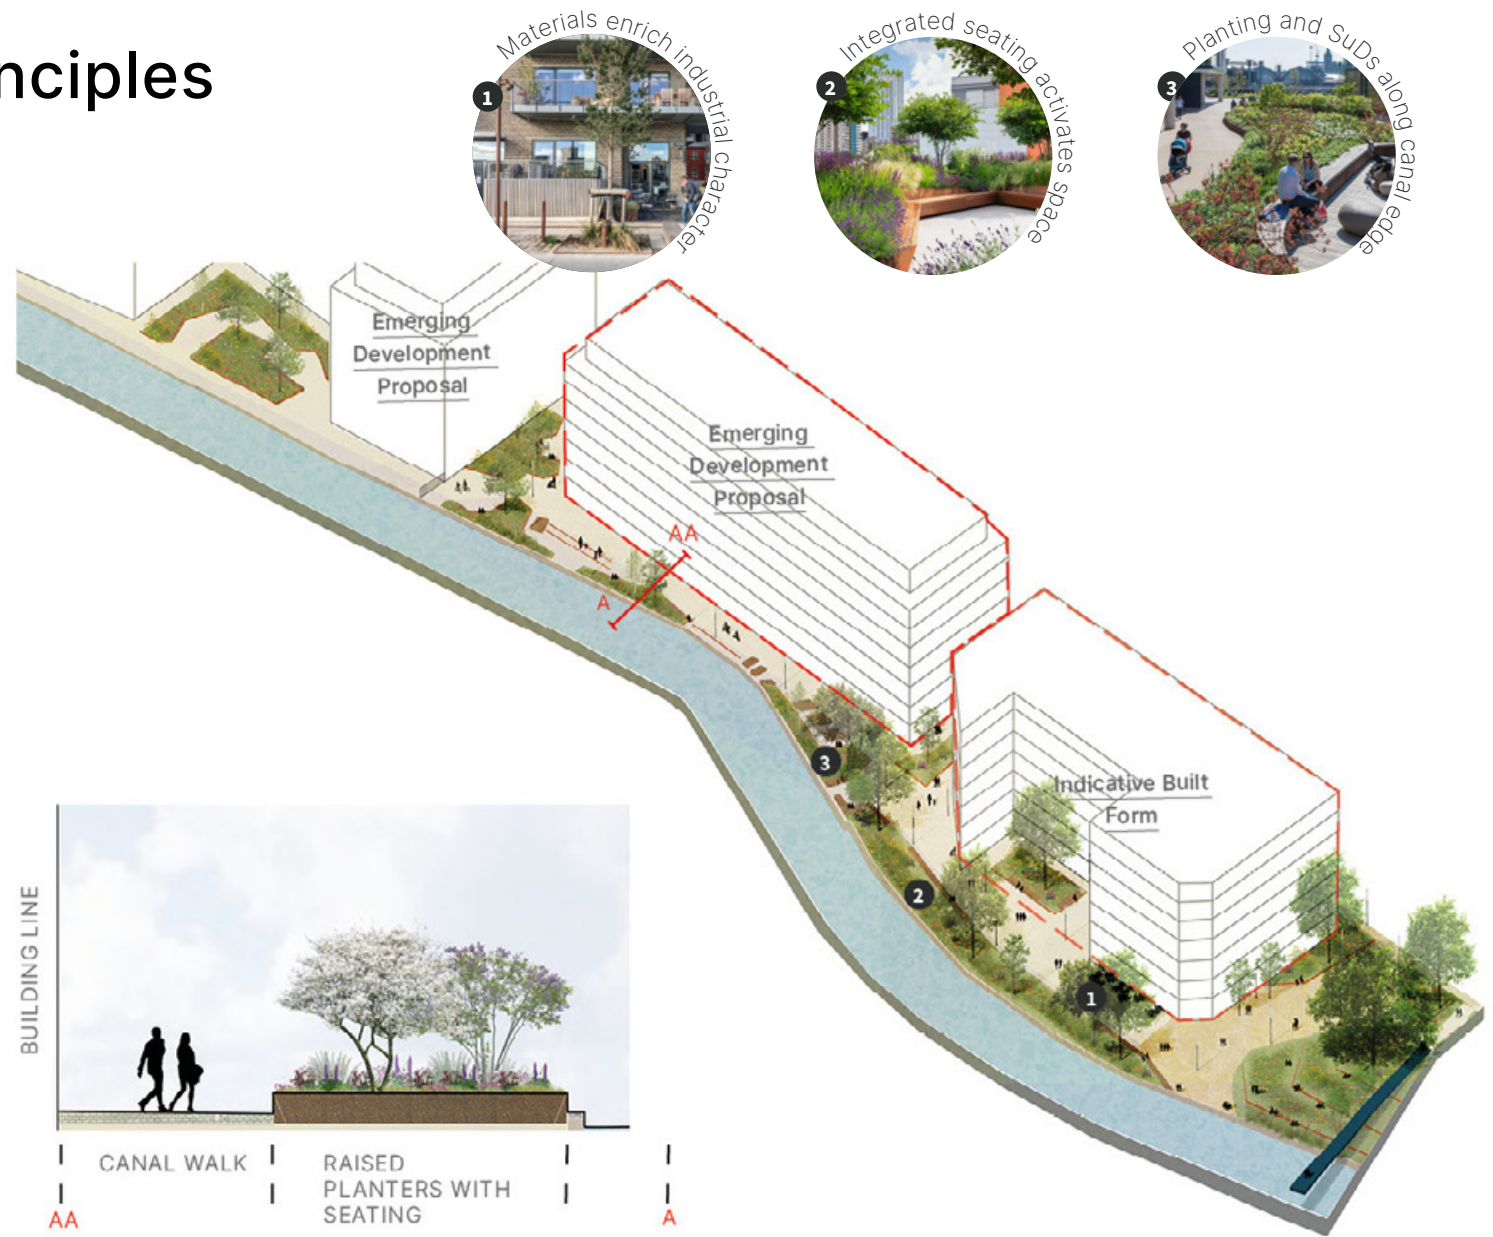 nciples
1
Materials enrich industrial character
2
Integrated seating activates space
3
Planting and SuDs along canal edge
Emerging
Development
Proposal
Emerging
Development
Proposal
AA
A
3
Indicative Built
Form
2
1
BUILDING LINE
CANAL WALK
RAISED
PLANTERS WITH
SEATING
AA
A